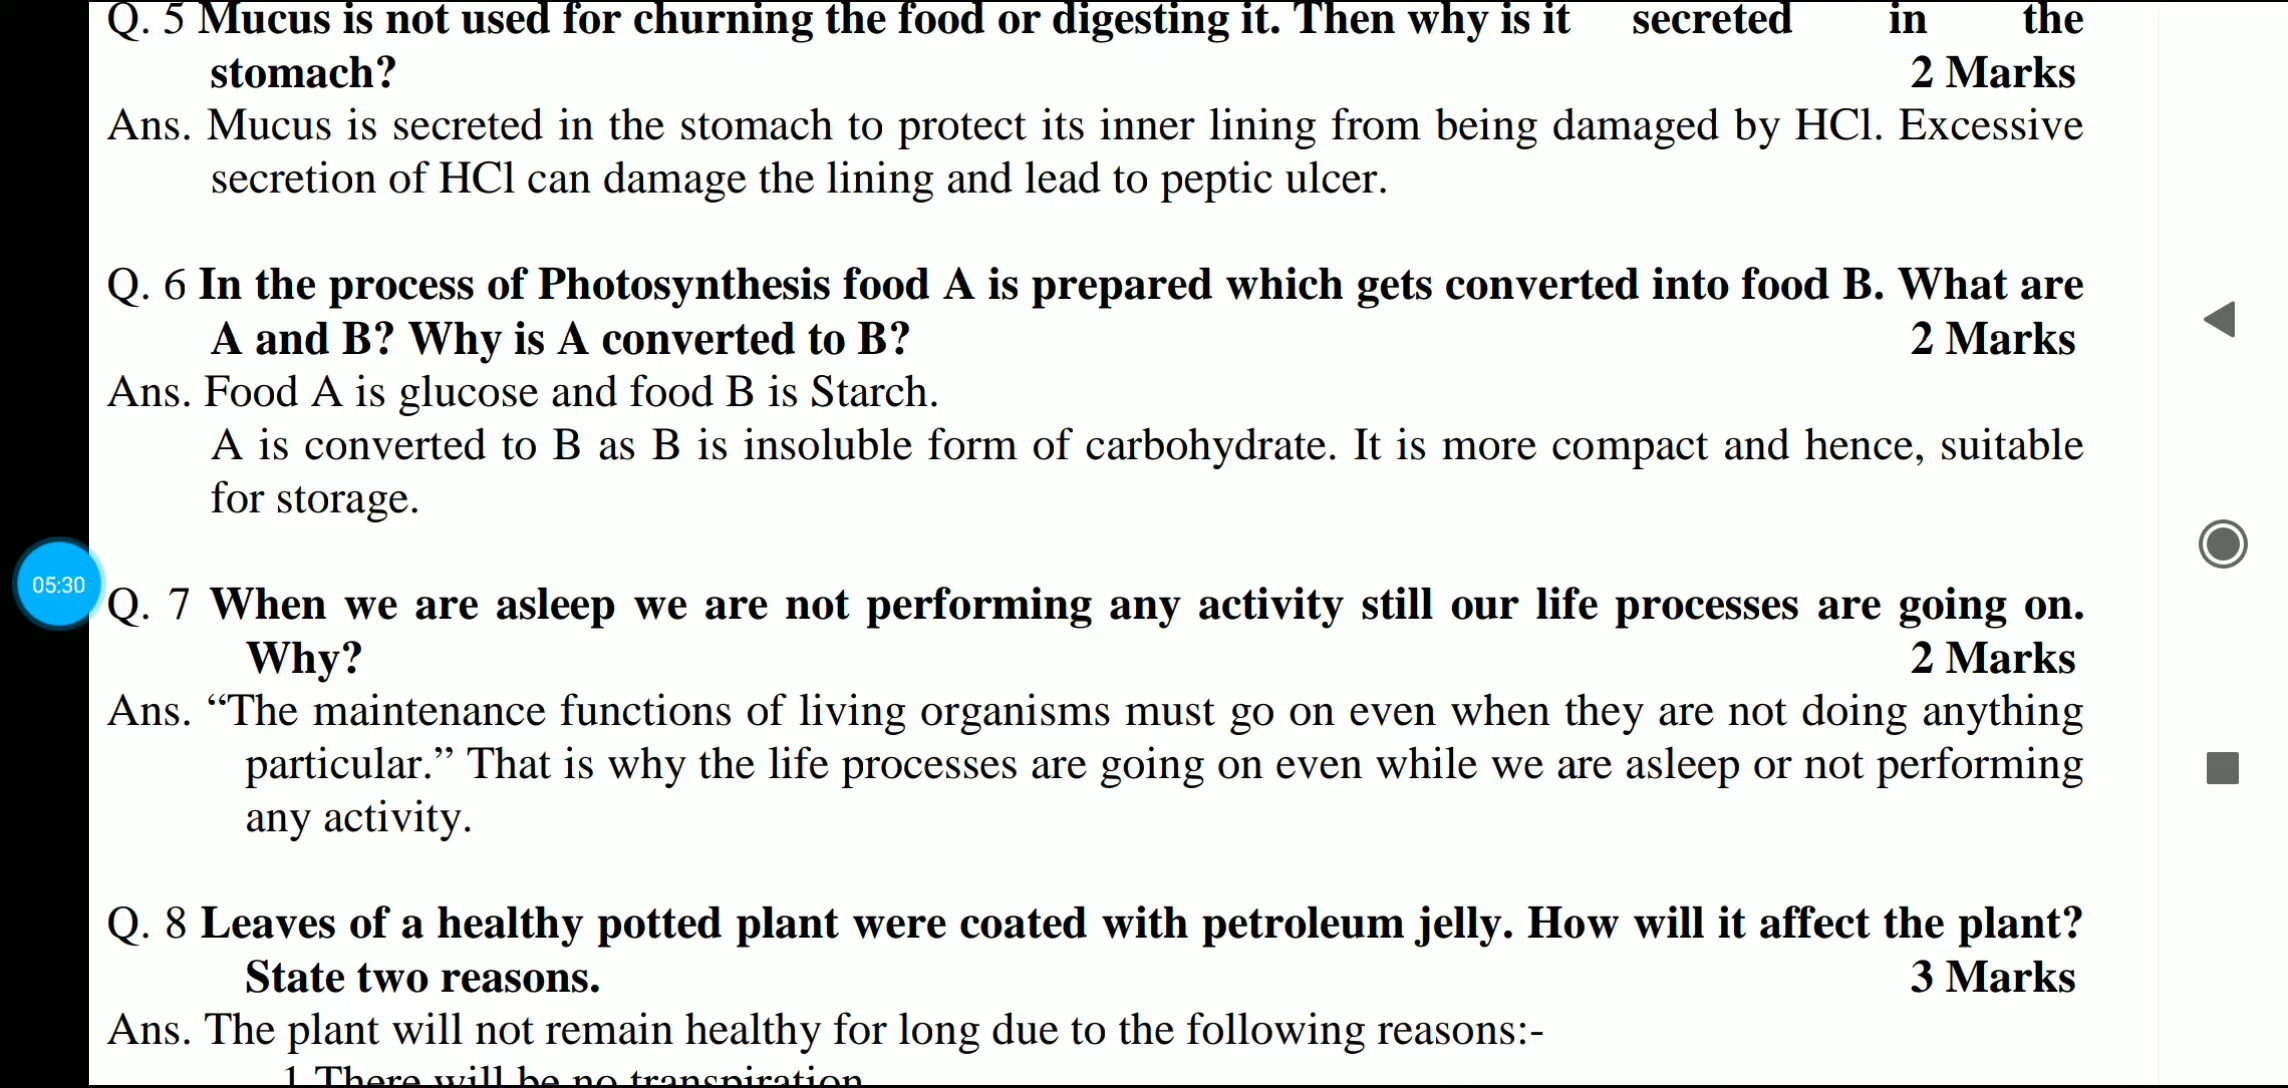 Q. 5 Mucus is not used for churning the food or digesting it. Then why is it secreted in the
stomach? 2 Marks
Ans. Mucus is secreted in the stomach to protect its inner lining from being damaged by HCl. Excessive
secretion of HCl can damage the lining and lead to peptic ulcer.
Q. 6 In the process of Photosynthesis food A is prepared which gets converted into food B. What are
A and B? Why is A converted to B? 2 Marks
Ans. Food A is glucose and food B is Starch.
A is converted to B as B is insoluble form of carbohydrate. It is more compact and hence, suitable
for storage.
05:30
Q. 7 When we are asleep we are not performing any activity still our life processes are going on.
Why? 2 Marks
Ans. “The maintenance functions of living organisms must go on even when they are not doing anything
particular.” That is why the life processes are going on even while we are asleep or not performing
any activity.
Q. 8 Leaves of a healthy potted plant were coated with petroleum jelly. How will it affect the plant?
State two reasons. 3 Marks
Ans. The plant will not remain healthy for long due to the following reasons:-
1 There will be no transpiration